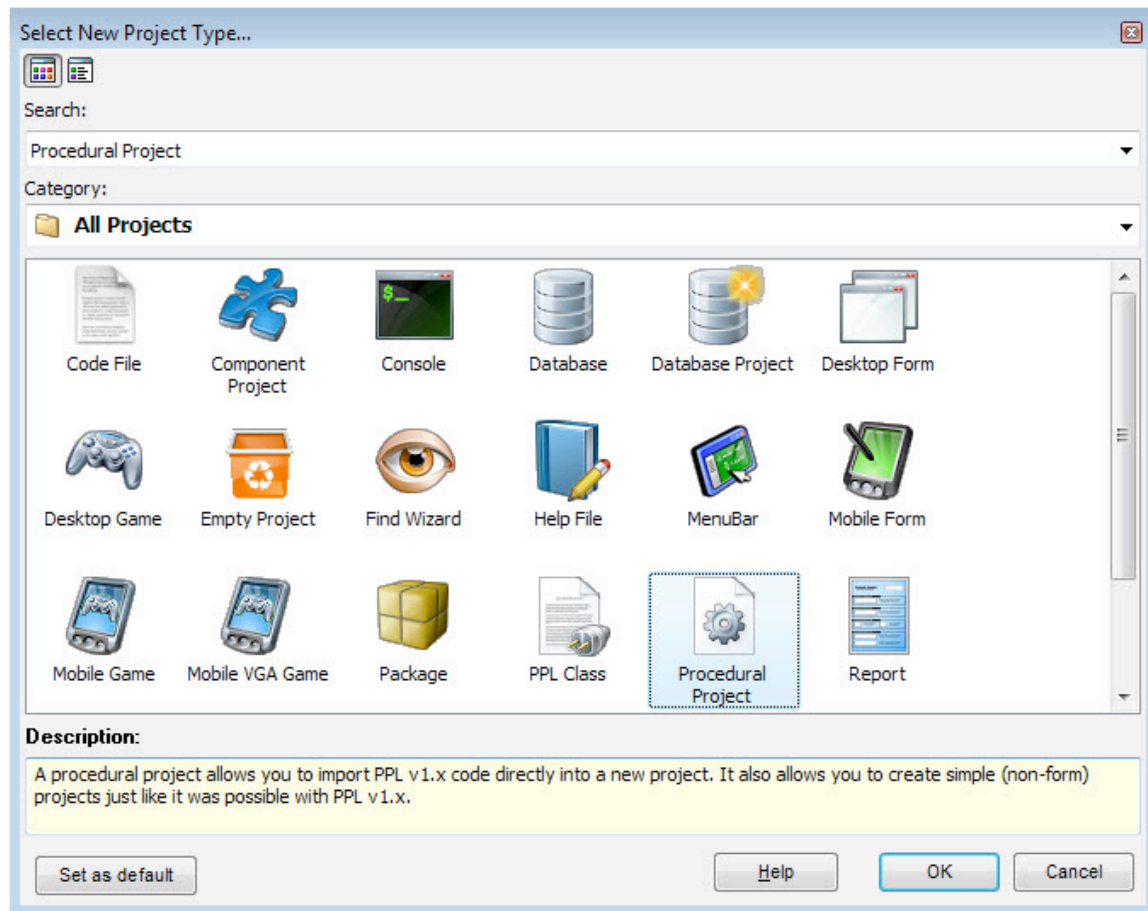 Select New Project Type...
Search:
Procedural Project
Category:
All Projects
Code File
Component
Project
Console
Database
Database Project
Desktop Form
Desktop Game
Empty Project
Find Wizard
Help File
MenuBar
Mobile Form
Mobile Game
Mobile VGA Game
Package
PPL Class
Procedural
Project
Report
Description:
A procedural project allows you to import PPL v1.x code directly into a new project. It also allows you to create simple (non-form)
projects just like it was possible with PPL v1.x.
Set as default
Help
OK
Cancel